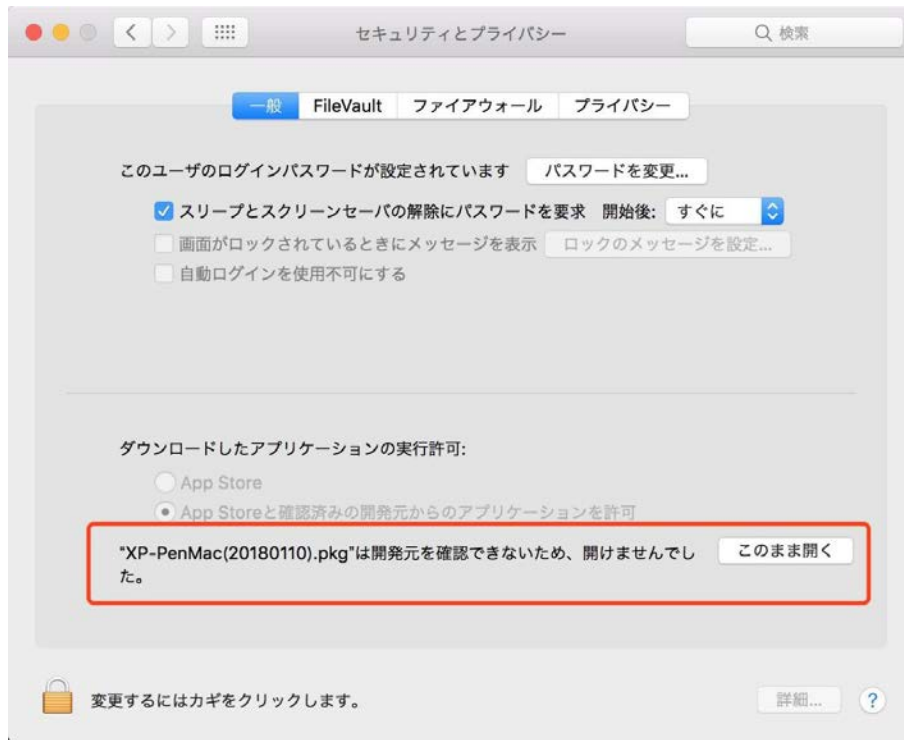 セキュリティとプライバシー
検索
一般 FileVault ファイアウォール プライバシー
このユーザのログインパスワードが設定されています パスワードを変更...
スリープとスクリーンセーバの解除にパスワードを要求 開始後: すぐに
画面がロックされているときにメッセージを表示 ロックのメッセージを設定...
自動ログインを使用不可にする
ダウンロードしたアプリケーションの実行許可:
App Store
App Storeと確認済みの開発元からのアプリケーションを許可
"XP-PenMac(20180110).pkg"は開発元を確認できないため、開けませんでし
た。
このまま開く
変更するにはカギをクリックします。
詳細... ?